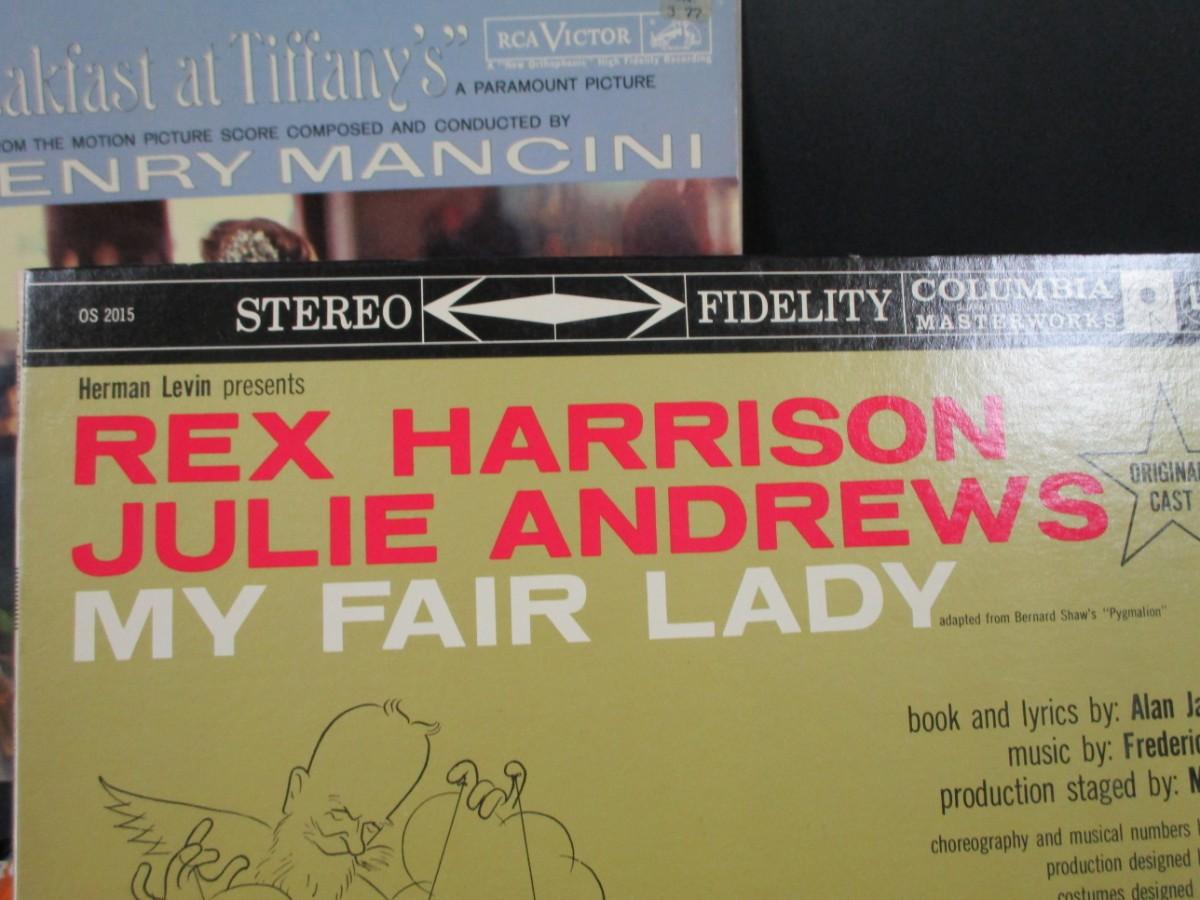 3 77
RCA VICTOR
A "New Orthophonic" High Fidelity Recording
akfast at Tiffany's" A PARAMOUNT PICTURE
OM THE MOTION PICTURE SCORE COMPOSED AND CONDUCTED BY
ENRY MANCINI
OS 2015 STEREO FIDELITY COLUMBIA
MASTERWORKS
Herman Levin presents
REX HARRISON
JULIE ANDREWS
ORIGINA
CAST
MY FAIR LADY
adapted from Bernard Shaw's "Pygmalion"
book and lyrics by: Alan Ja
music by: Frederic
production staged by: M
choreography and musical numbers
production designed
costumes designed